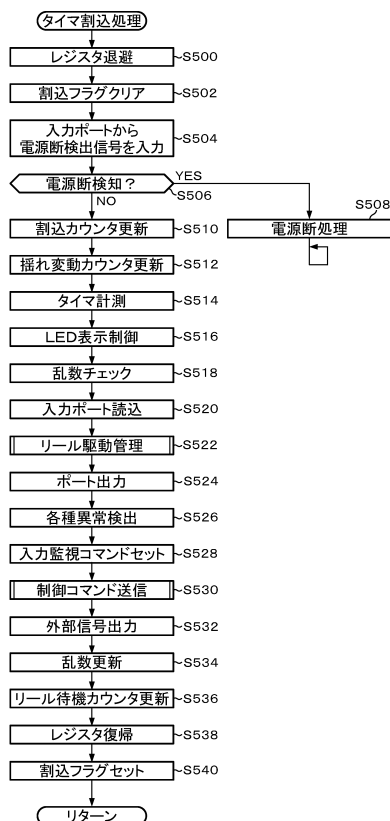 タイマ割込処理
レジスタ退避
S500
割込フラグクリア
S502
入力ポートから
電源断検出信号を入力
S504
電源断検知？
YES
S506
NO
S508
電源断処理
割込カウンタ更新
S510
揺れ変動カウンタ更新
S512
タイマ計測
S514
LED表示制御
S516
乱数チェック
S518
入力ポート読込
S520
リール駆動管理
S522
ポート出力
S524
各種異常検出
S526
入力監視コマンドセット
S528
制御コマンド送信
S530
外部信号出力
S532
乱数更新
S534
リール待機カウンタ更新
S536
レジスタ復帰
S538
割込フラグセット
S540
リターン